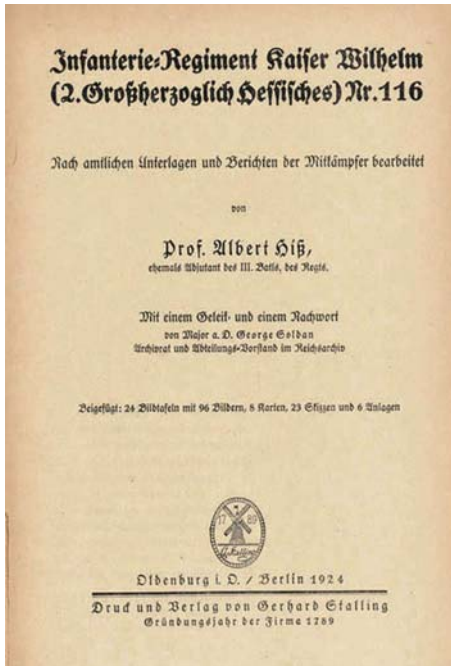 Infanterie-Regiment Kaiser Wilhelm
(2. Großherzoglich Hessisches) Nr. 116
Nach amtlichen Unterlagen und Berichten der Mitkämpfer bearbeitet
von
Prof. Albert Hiß,
ehemals Adjutant des III. Batls. des Regts.
Mit einem Geleit- und einem Nachwort
von Major a. D. George Soldan
Archivrat und Abteilungs-Vorstand im Reichsarchiv
Beigefügt: 24 Bildtafeln mit 96 Bildern, 8 Karten, 23 Skizzen und 6 Anlagen
17 89
G. Stalling
Oldenburg i. O. / Berlin 1924
Druck und Verlag von Gerhard Stalling
Gründungsjahr der Firma 1789